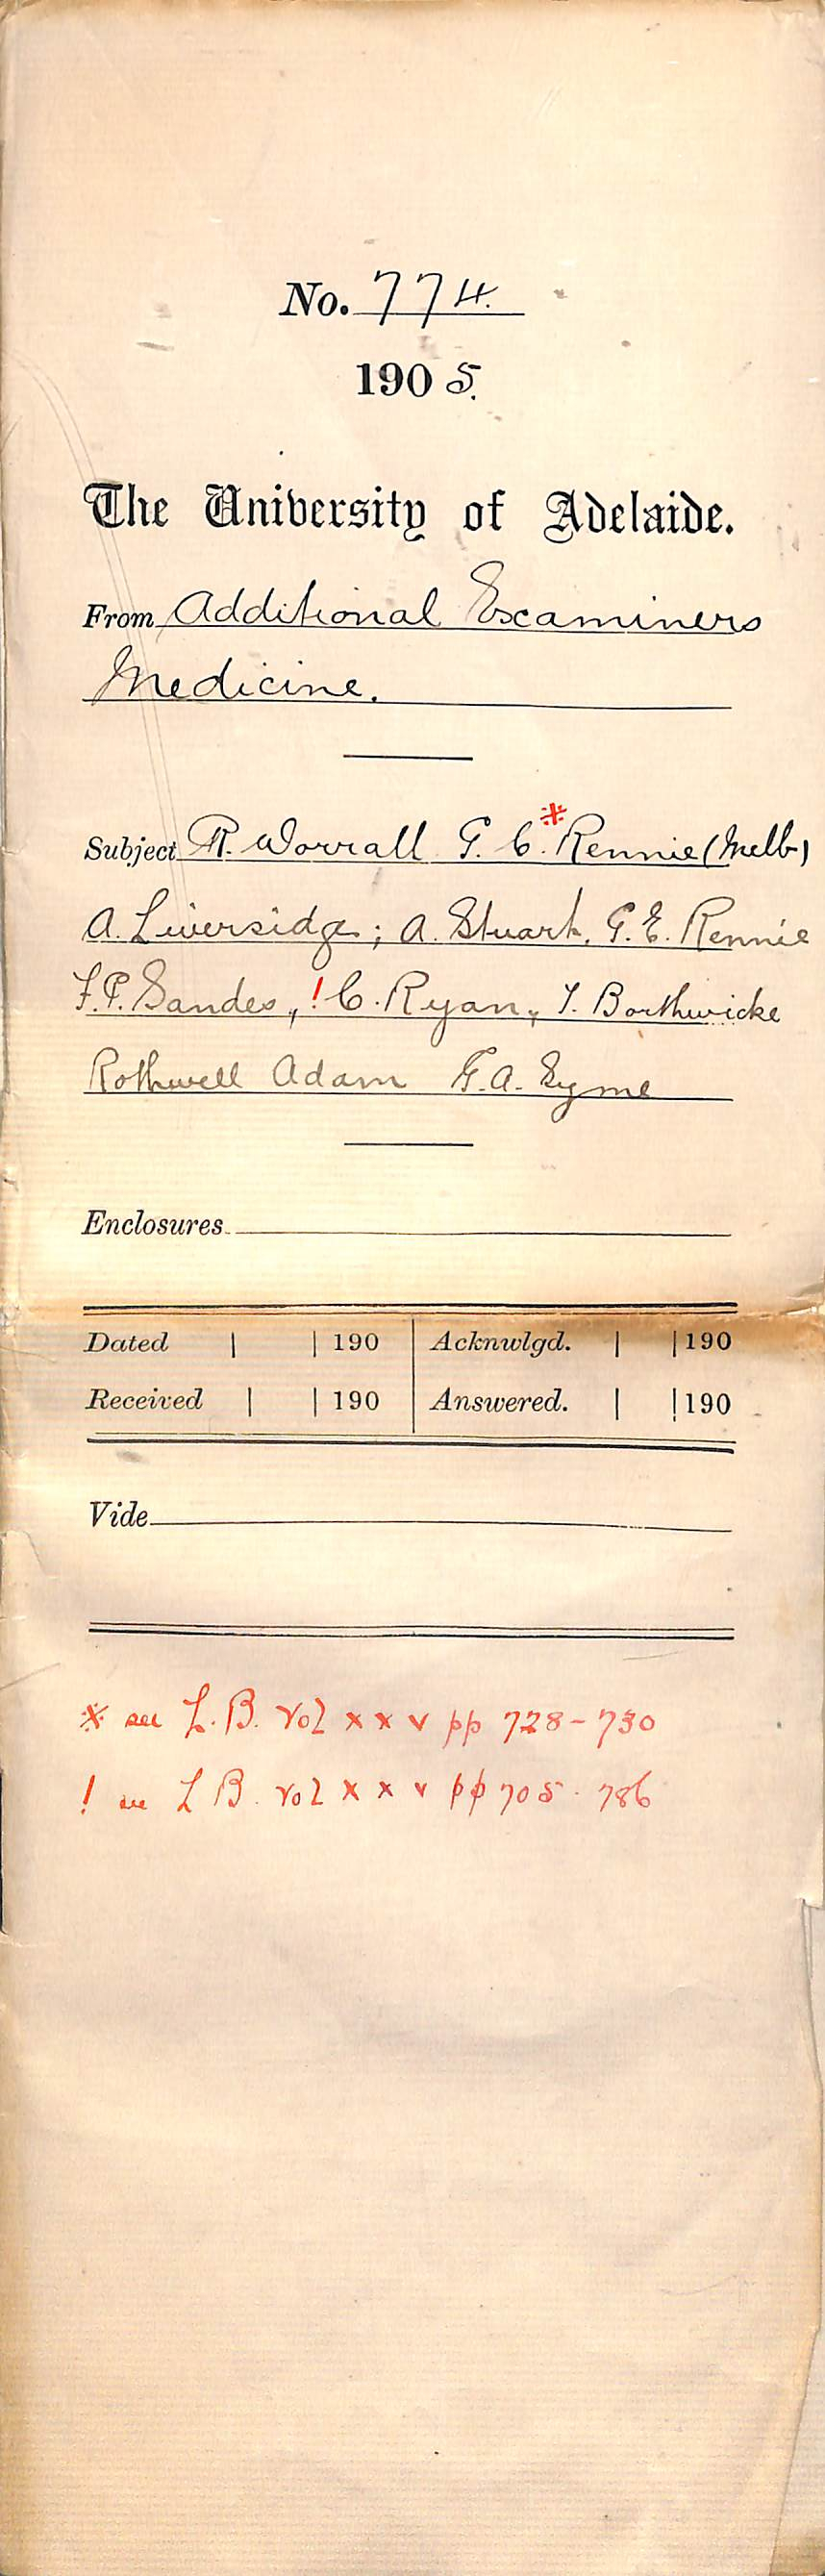 No. 774.
1905.
The University of Adelaide.
From Additional Examiners
Medicine.
Subject R. Worrall G. C.* Rennie (Melb)
A. Liversidge; A. Stuart, G. E. Rennie
F. P. Sandes, ! C. Ryan, T. Borthwicke
Rothwell Adam G. A. Syme
Enclosures
Dated | | 190 | Acknwlgd. | | 190
Received | | 190 | Answered. | | 190
Vide
* see L. B. Vol xxv pp 728-730
! see L B. Vol xxv pp 705. 786